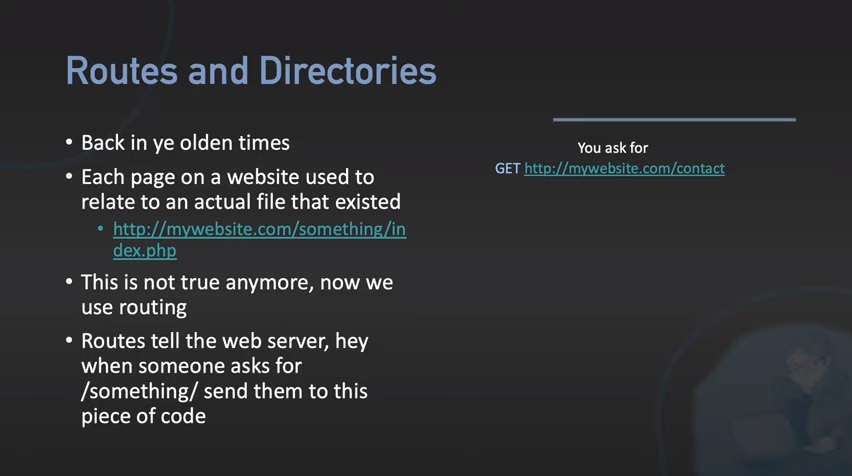 Routes and Directories
• Back in ye olden times
• Each page on a website used to
relate to an actual file that existed
• http://mywebsite.com/something/in
dex.php
• This is not true anymore, now we
use routing
• Routes tell the web server, hey
when someone asks for
/something/ send them to this
piece of code
You ask for
GET http://mywebsite.com/contact